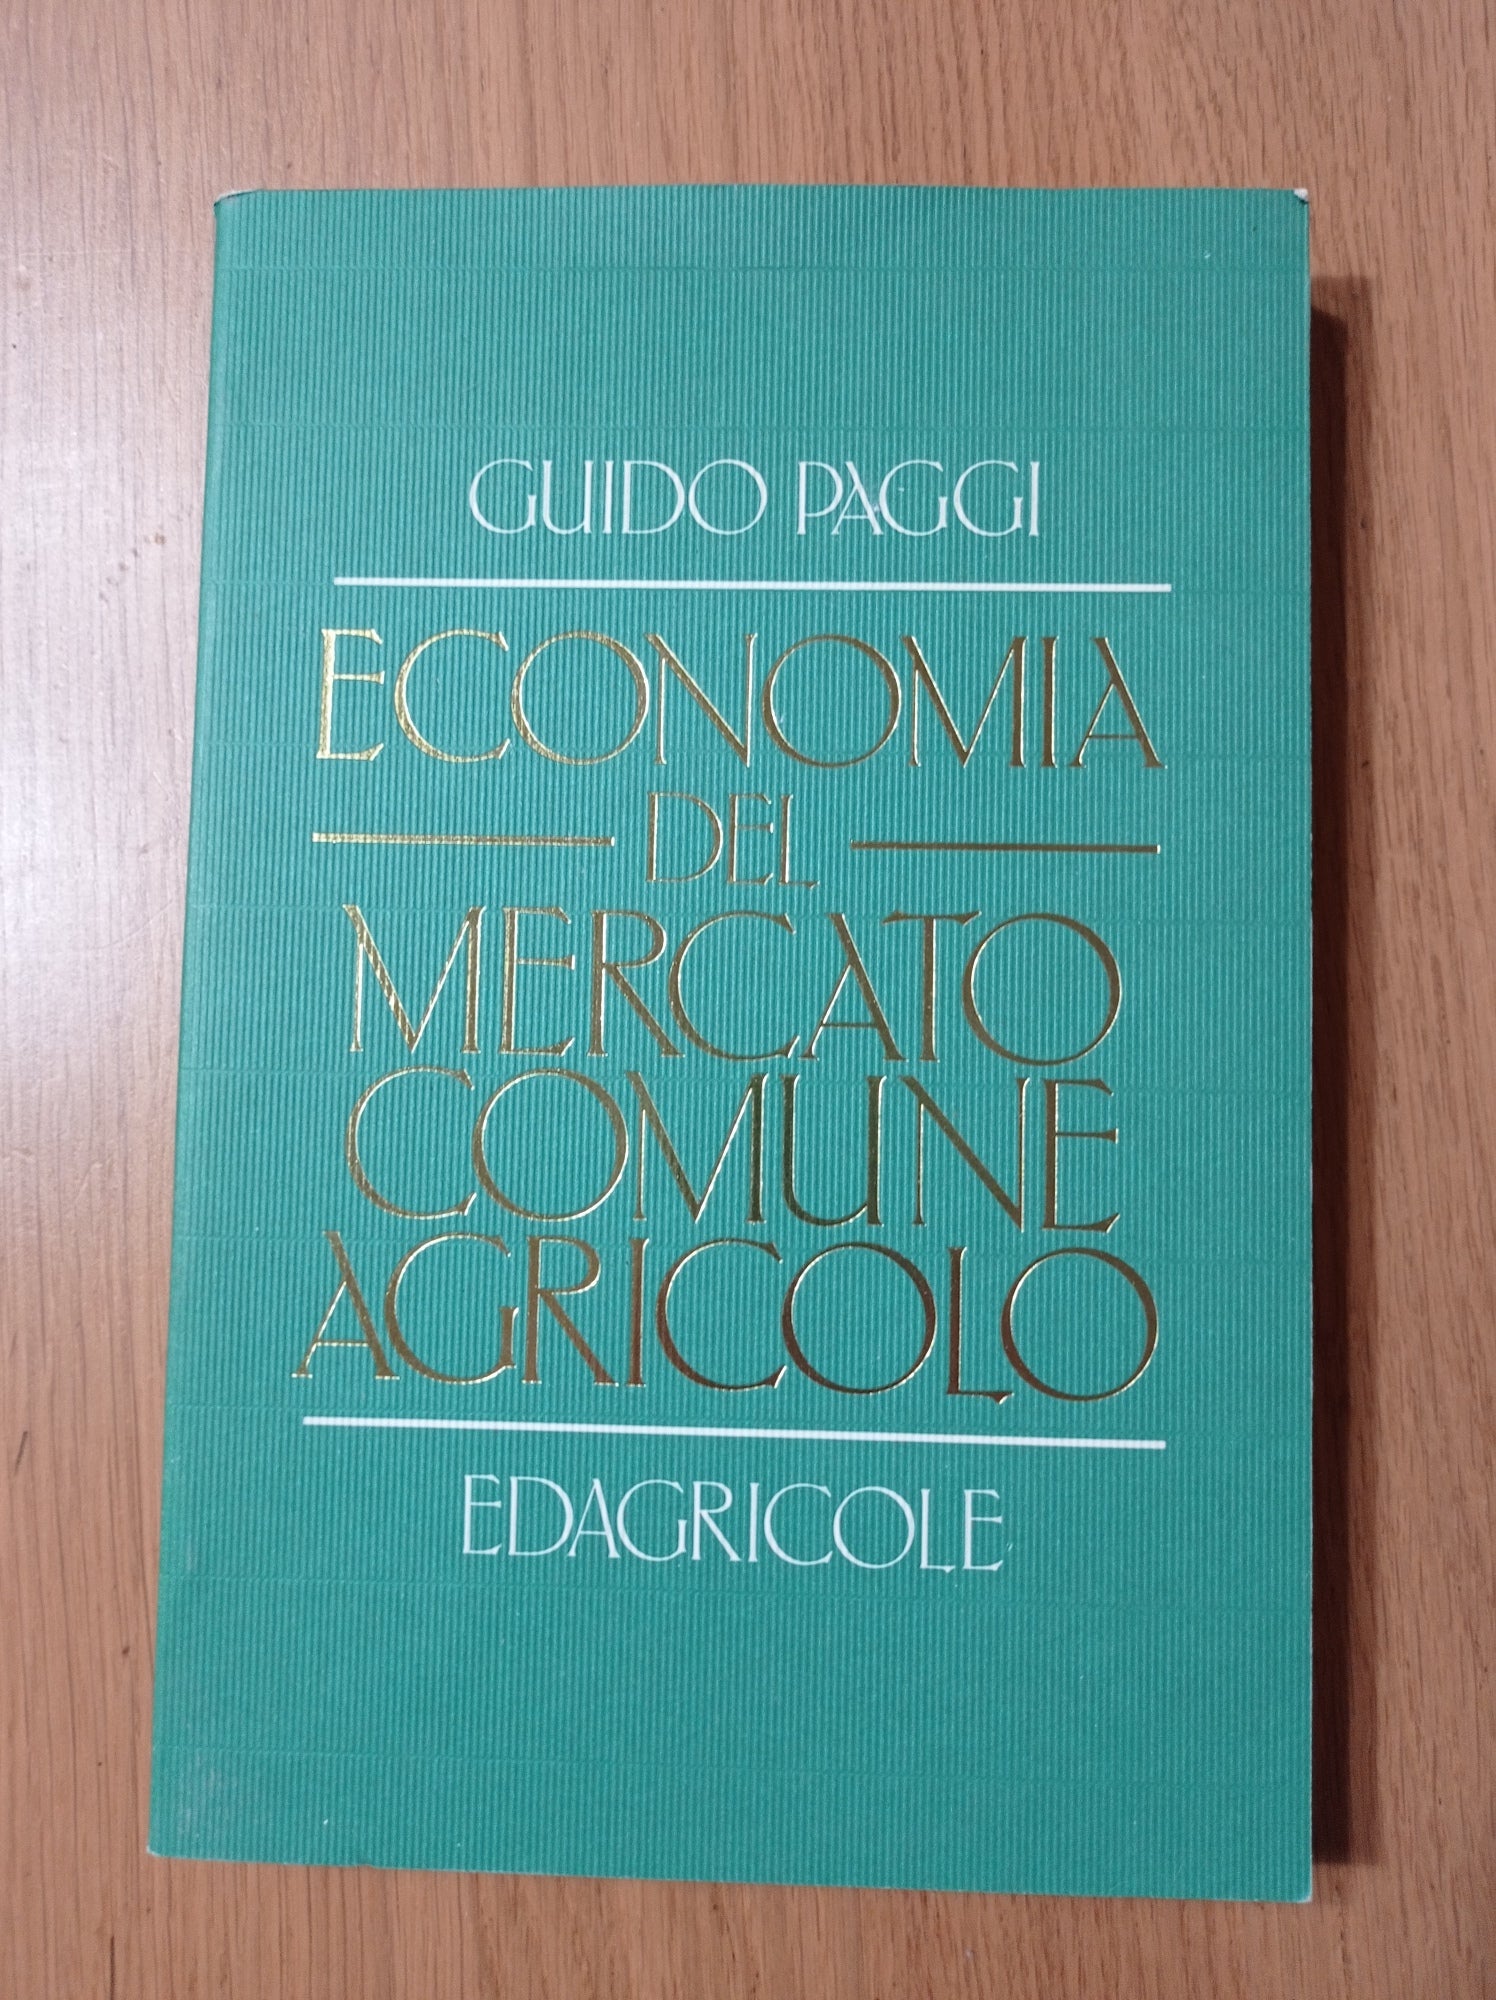 GUIDO PAGGI
ECONOMIA
DEL
MERCATO
COMUNE
AGRICOLO
EDAGRICOLE